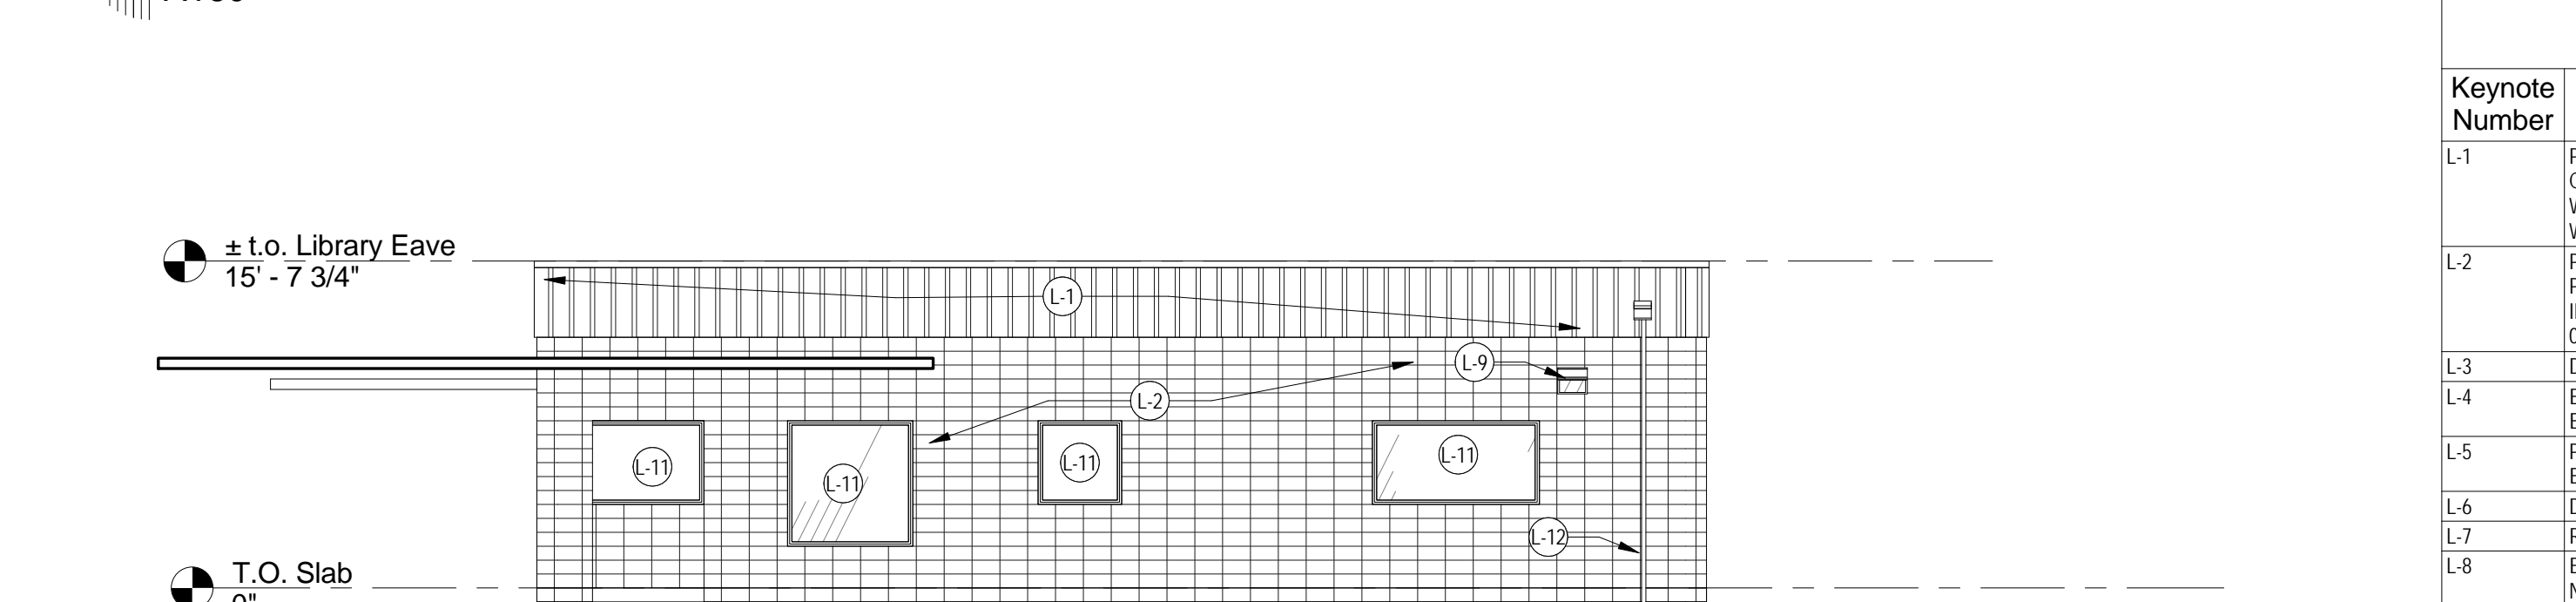 Keynote
Number
L-1
± t.o. Library Eave
15' - 7 3/4"
L-1
L-2
L-9
L-3
L-2
L-4
L-11
L-11
L-11
L-11
L-5
L-6
L-12
L-7
T.O. Slab
0"
L-8